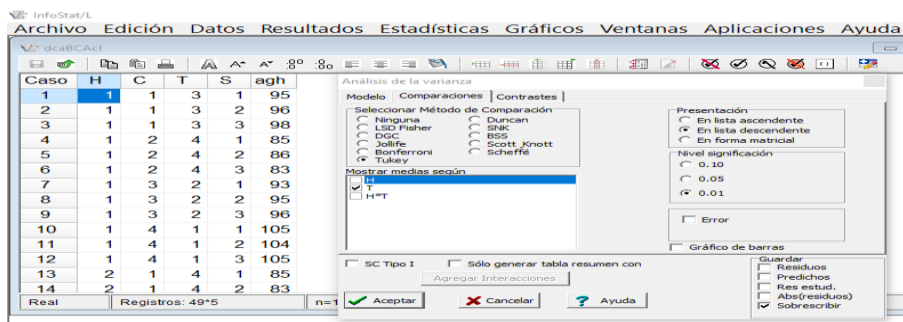 InfoStat/L
Archivo Edición Datos Resultados Estadísticas Gráficos Ventanas Aplicaciones Ayuda
dcallCAcl
Caso H C T S agh
1 1 1 3 1 95
2 1 1 3 2 96
3 1 1 3 3 98
4 1 2 4 1 85
5 1 2 4 2 86
6 1 2 4 3 83
7 1 3 2 1 93
8 1 3 2 2 95
9 1 3 2 3 96
10 1 4 1 1 105
11 1 4 1 2 104
12 1 4 1 3 105
13 2 1 4 1 85
14 2 1 4 2 83
Real Registros: 49*5 n=1
Análisis de la varianza
Modelo Comparaciones Contrastes
Seleccionar Método de Comparación
Ninguna Duncan
LSD Fisher SNK
DGC BSS
Jollife Scott_Knott
Bonferroni Scheffé
Tukey
Mostrar medias según
H
T
H*T
Presentación
En lista ascendente
En lista descendente
En forma matricial
Nivel significación
0.10
0.05
0.01
Error
Gráfico de barras
SC Tipo I Sólo generar tabla resumen con
Agregar Interacciones
Aceptar Cancelar ? Ayuda
Guardar
Residuos
Predichos
Res estud.
Abs(residuos)
Sobrescribir